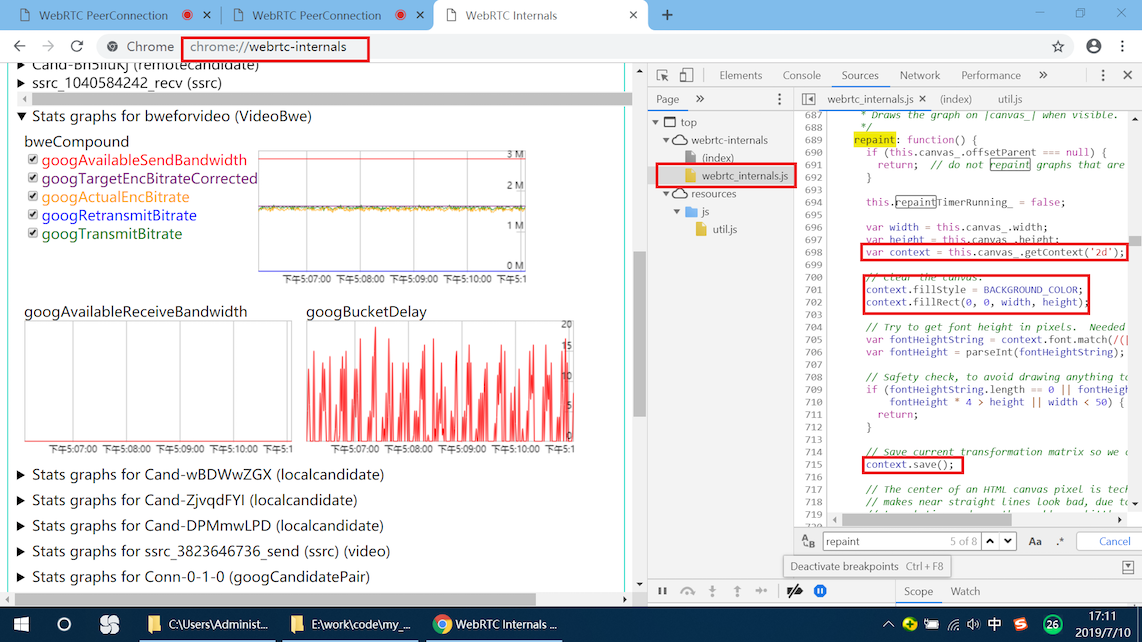 WebRTC PeerConnection
WebRTC PeerConnection
WebRTC Internals
Chrome
chrome://webrtc-internals
ssrc_1040584242_recv (ssrc)
Stats graphs for bweforvideo (VideoBwe)
bweCompound
googAvailableSendBandwidth
googTargetEncBitrateCorrected
googActualEncBitrate
googRetransmitBitrate
googTransmitBitrate
3 M
2 M
1 M
0 M
下午5:07:00 下午5:08:00 下午5:09:00 下午5:10:00 下午5:1
googAvailableReceiveBandwidth
下午5:07:00 下午5:08:00 下午5:09:00 下午5:10:00 下午5:1
googBucketDelay
20
15
10
5
0
下午5:07:00 下午5:08:00 下午5:09:00 下午5:10:00 下午5:1
Stats graphs for Cand-wBDWwZGX (localcandidate)
Stats graphs for Cand-ZjvqdFYI (localcandidate)
Stats graphs for Cand-DPMmwLPD (localcandidate)
Stats graphs for ssrc_3823646736_send (ssrc) (video)
Stats graphs for Conn-0-1-0 (googCandidatePair)
Elements Console Sources Network Performance
Page
top
webrtc-internals
(index)
webrtc_internals.js
resources
js
util.js
webrtc_internals.js (index) util.js
687 * Draws the graph on |canvas_| when visible.
688 */
689 repaint: function() {
690 if (this.canvas_.offsetParent === null) {
691 return; // do not repaint graphs that are
692 }
693
694 this.repaintTimerRunning_ = false;
695
696 var width = this.canvas_.width;
697 var height = this.canvas_.height;
698 var context = this.canvas_.getContext('2d');
699
700 // Clear the canvas.
701 context.fillStyle = BACKGROUND_COLOR;
702 context.fillRect(0, 0, width, height);
703
704 // Try to get font height in pixels. Needed
705 var fontHeightString = context.font.match(/(|
706 var fontHeight = parseInt(fontHeightString);
707
708 // Safety check, to avoid drawing anything to
709 if (fontHeightString.length == 0 || fontHeig
710 fontHeight * 4 > height || width < 50) {
711 return;
712 }
713
714 // Save current transformation matrix so we c
715 context.save();
716
717 // The center of an HTML canvas pixel is tech
718 // makes near straight lines look bad, due to
719
repaint 5 of 8 Aa .* Cancel
Deactivate breakpoints Ctrl + F8
Scope Watch
C:\Users\Administ...
E:\work\code\my_...
WebRTC Internals ...
中
26
17:11
2019/7/10